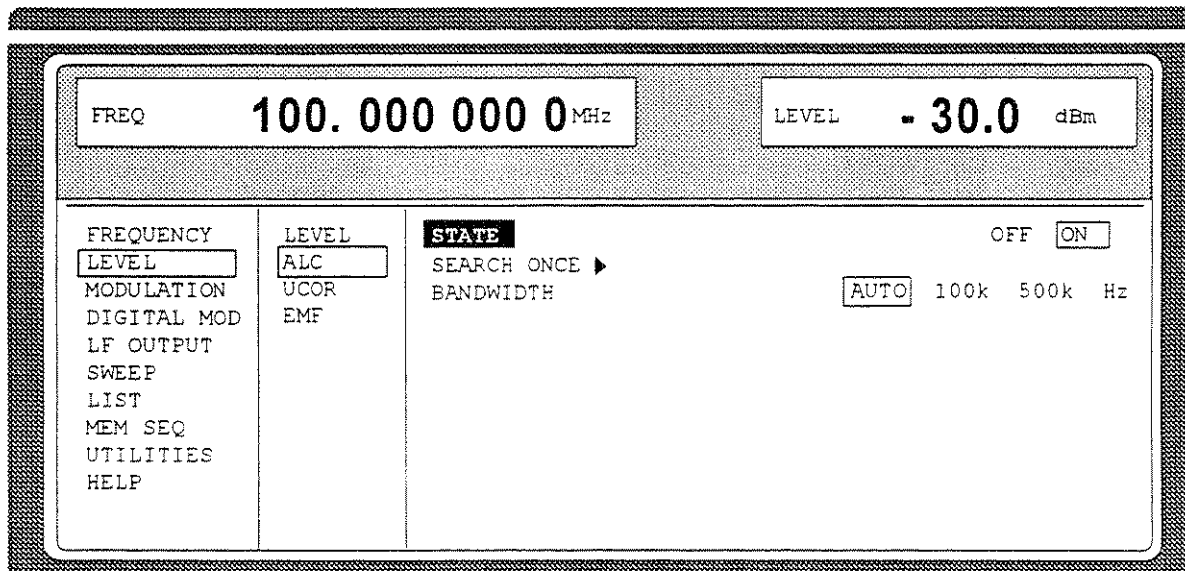 FREQ 100. 000 000 0 MHz
LEVEL - 30.0 dBm
FREQUENCY
LEVEL
MODULATION
DIGITAL MOD
LF OUTPUT
SWEEP
LIST
MEM SEQ
UTILITIES
HELP
LEVEL
ALC
UCOR
EMF
STATE OFF ON
SEARCH ONCE ▶
BANDWIDTH AUTO 100k 500k Hz